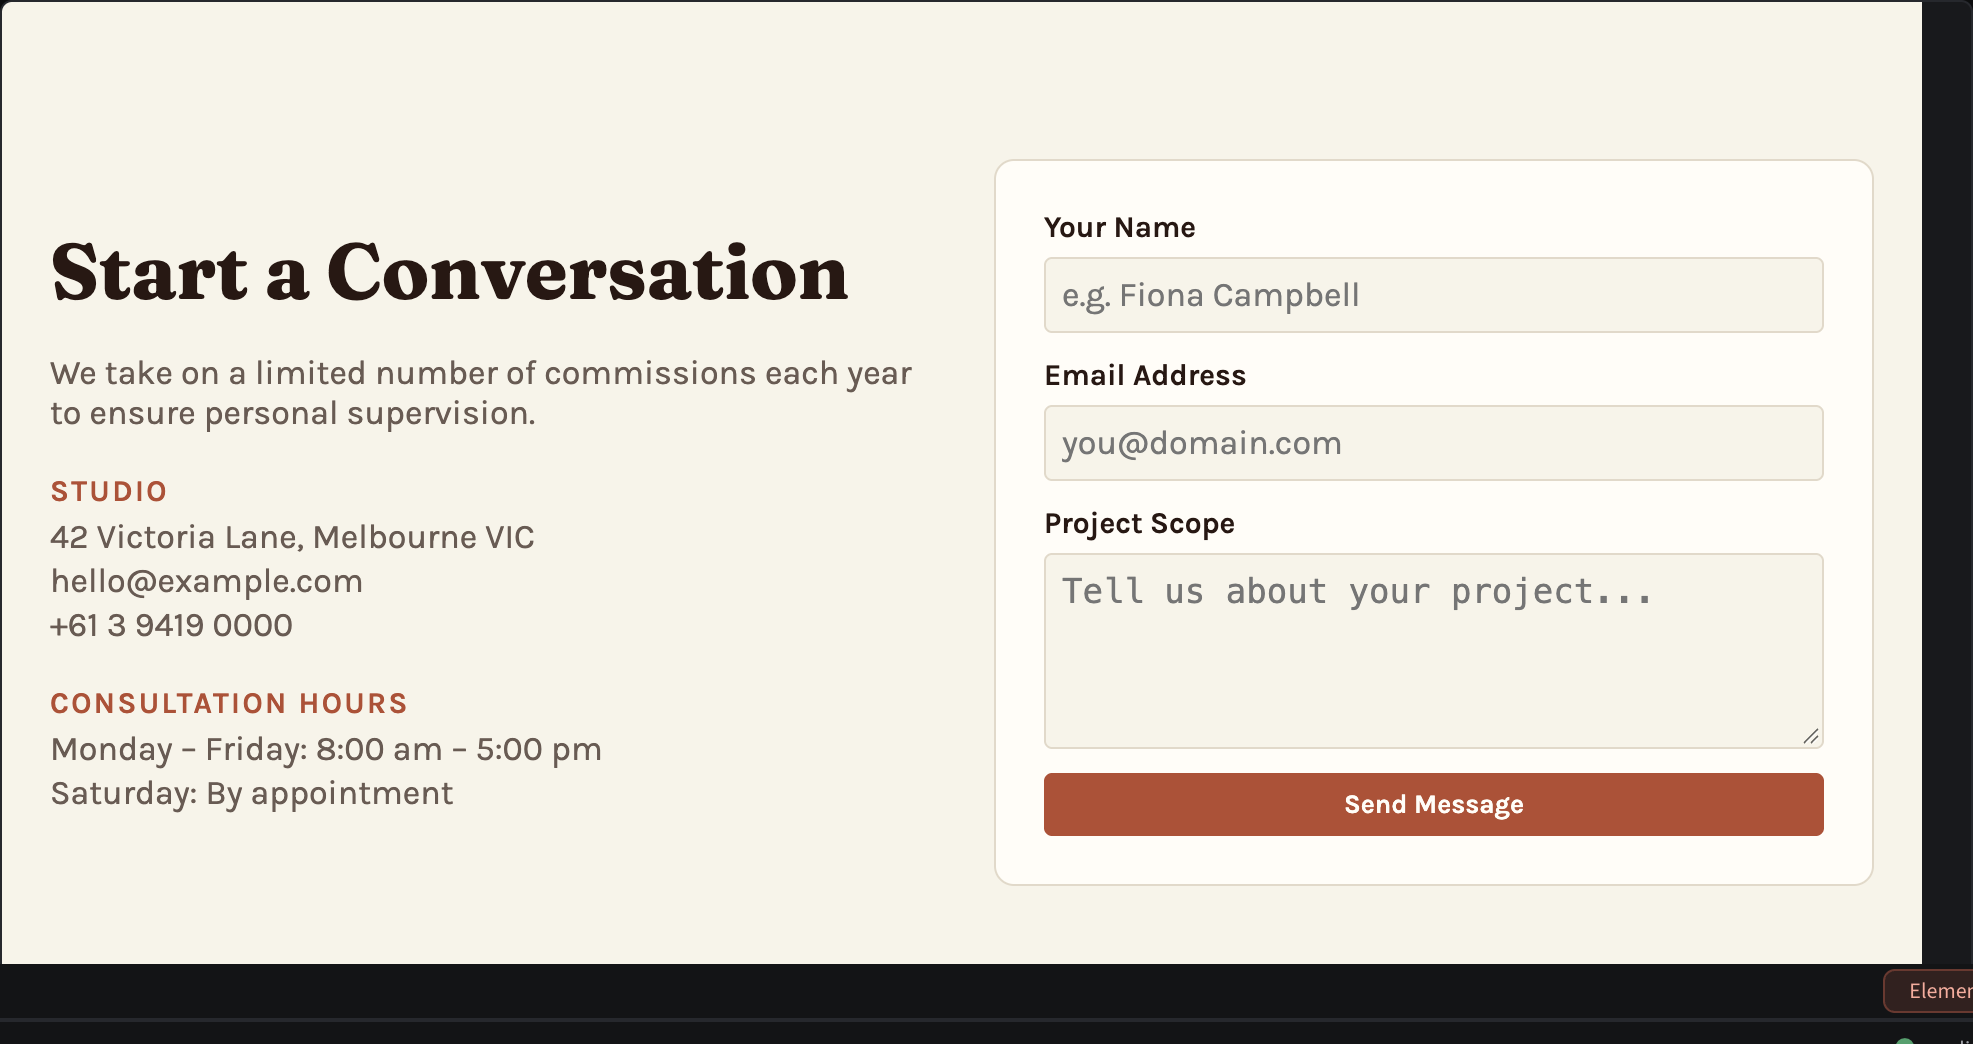 Start a Conversation
We take on a limited number of commissions each year
to ensure personal supervision.
STUDIO
42 Victoria Lane, Melbourne VIC
hello@example.com
+61 3 9419 0000
CONSULTATION HOURS
Monday – Friday: 8:00 am – 5:00 pm
Saturday: By appointment
Your Name
e.g. Fiona Campbell
Email Address
you@domain.com
Project Scope
Tell us about your project...
Send Message